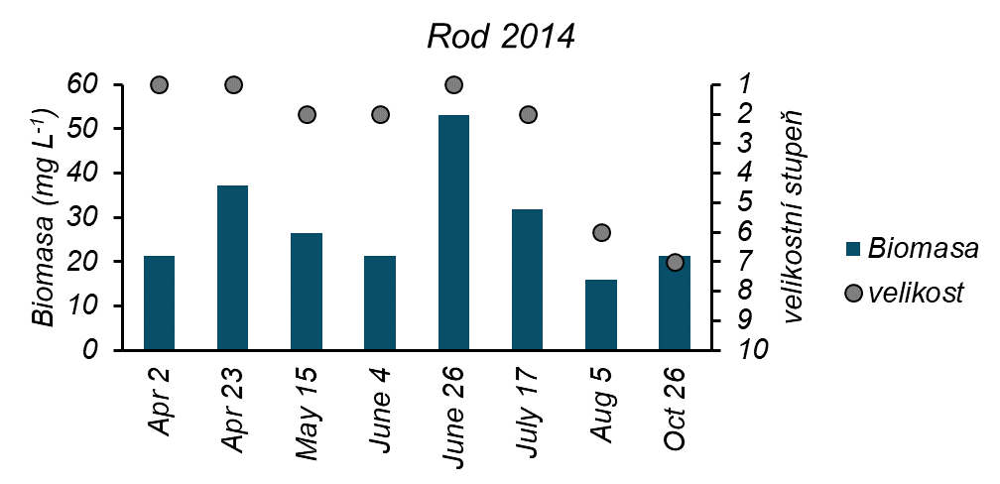 Rod 2014
Biomasa (mg L-1)
60
50
40
30
20
10
0
1
2
3
4
5
6
7
8
9
10
velikostní stupeň
Apr 2
Apr 23
May 15
June 4
June 26
July 17
Aug 5
Oct 26
Biomasa
velikost